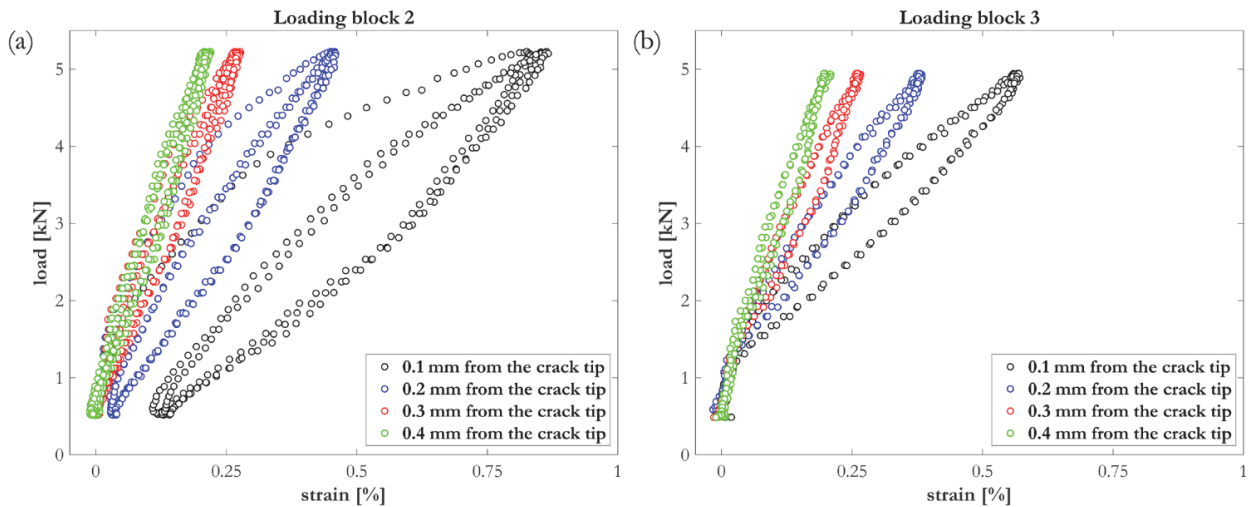 Loading block 2
(a)
5
4
3
2
1
0
load [kN]
0
0.25
0.5
0.75
1
strain [%]
0.1 mm from the crack tip
0.2 mm from the crack tip
0.3 mm from the crack tip
0.4 mm from the crack tip
Loading block 3
(b)
5
4
3
2
1
0
load [kN]
0
0.25
0.5
0.75
1
strain [%]
0.1 mm from the crack tip
0.2 mm from the crack tip
0.3 mm from the crack tip
0.4 mm from the crack tip